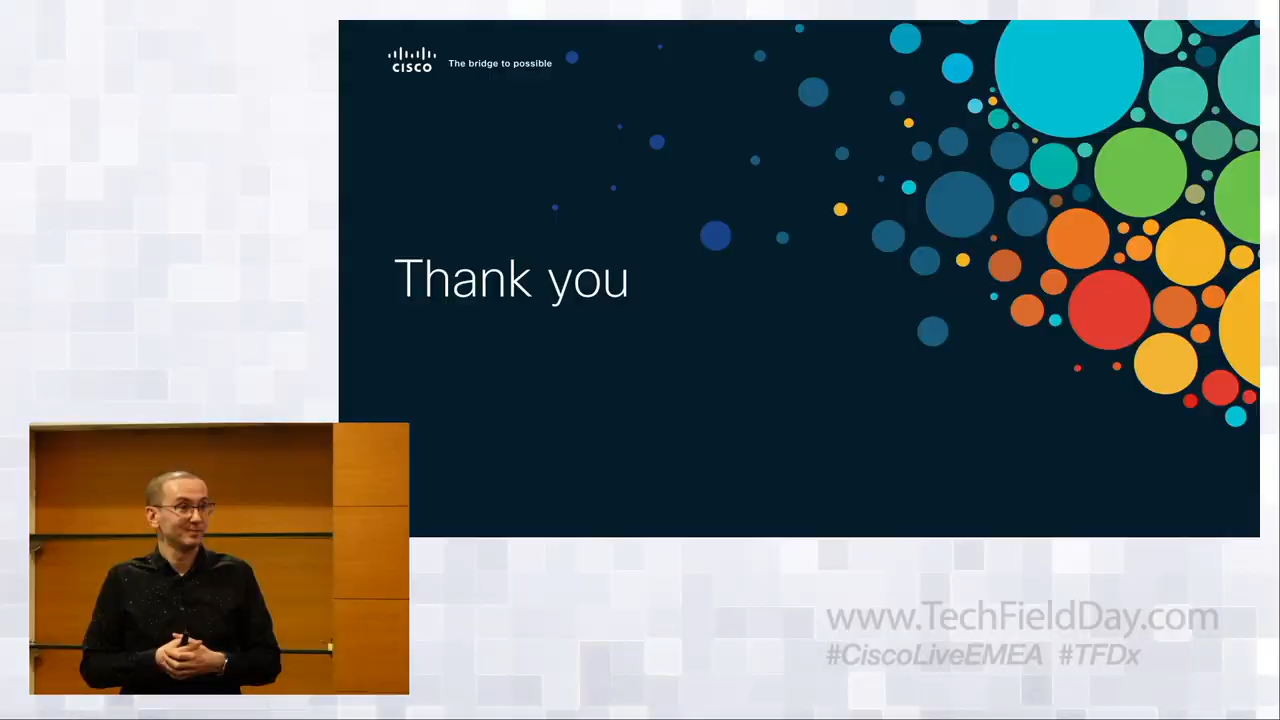 CISCO
The bridge to possible
Thank you
www.TechFieldDay.com
#CiscoLiveEMEA #TFDx